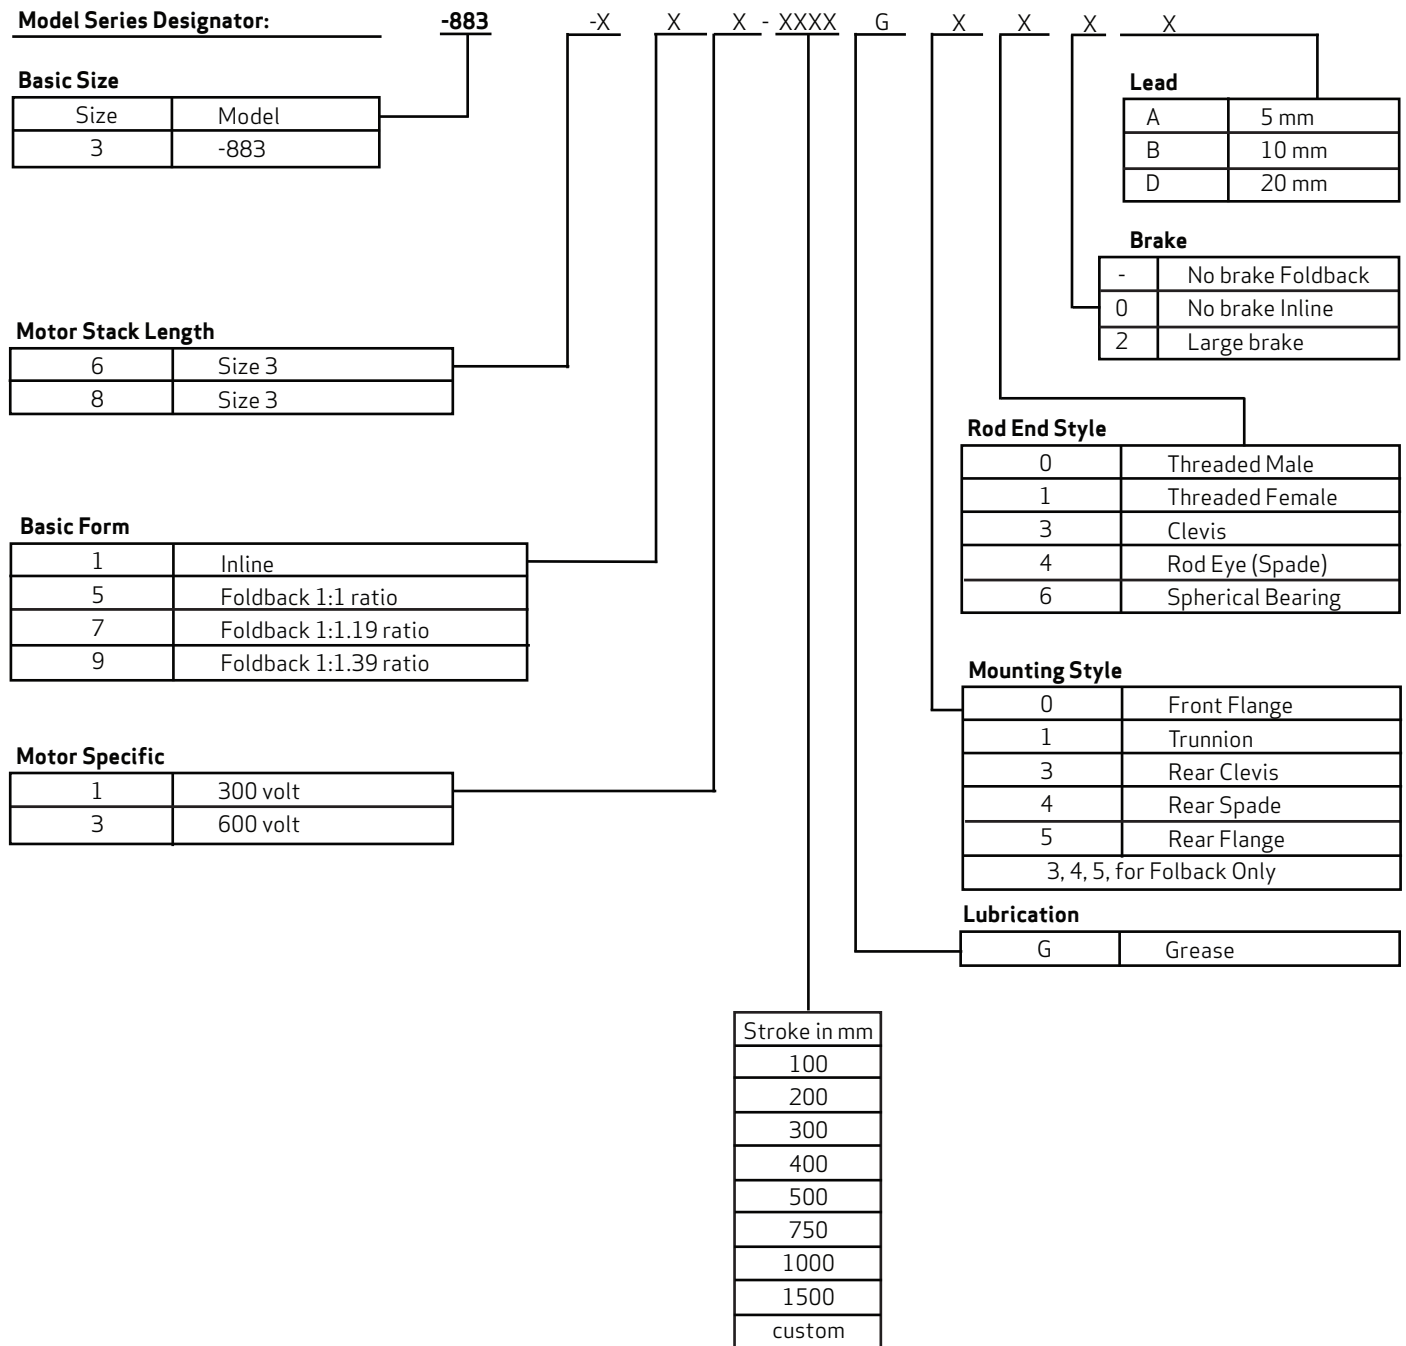 Model Series Designator: -883 -X X X - XXXX G X X X X
Basic Size
Size Model
3 -883
Motor Stack Length
6 Size 3
8 Size 3
Basic Form
1 Inline
5 Foldback 1:1 ratio
7 Foldback 1:1.19 ratio
9 Foldback 1:1.39 ratio
Motor Specific
1 300 volt
3 600 volt
Lead
A 5 mm
B 10 mm
D 20 mm
Brake
- No brake Foldback
0 No brake Inline
2 Large brake
Rod End Style
0 Threaded Male
1 Threaded Female
3 Clevis
4 Rod Eye (Spade)
6 Spherical Bearing
Mounting Style
0 Front Flange
1 Trunnion
3 Rear Clevis
4 Rear Spade
5 Rear Flange
3, 4, 5, for Folback Only
Lubrication
G Grease
Stroke in mm
100
200
300
400
500
750
1000
1500
custom